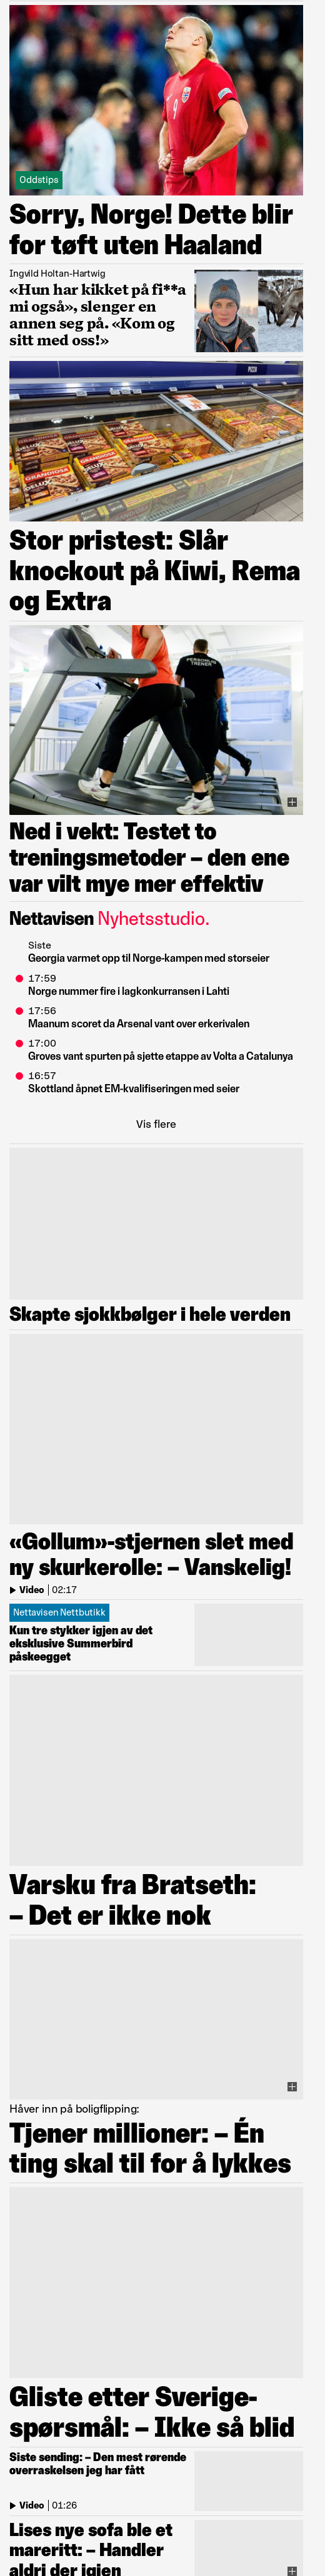 Oddstips
Sorry, Norge! Dette blir
for tøft uten Haaland
Ingvild Holtan-Hartwig
«Hun har kikket på fi**a
mi også», slenger en
annen seg på. «Kom og
sitt med oss!»
PIZZA
GRANDIOSA
DELUX
Stor pristest: Slår
knockout på Kiwi, Rema
og Extra
PERSONLIG
TRENER
Ned i vekt: Testet to
treningsmetoder – den ene
var vilt mye mer effektiv
Nettavisen Nyhetsstudio.
Siste
Georgia varmet opp til Norge-kampen med storseier
17:59
Norge nummer fire i lagkonkurransen i Lahti
17:56
Maanum scoret da Arsenal vant over erkerivalen
17:00
Groves vant spurten på sjette etappe av Volta a Catalunya
16:57
Skottland åpnet EM-kvalifiseringen med seier
Vis flere
Skapte sjokkbølger i hele verden
«Gollum»-stjernen slet med
ny skurkerolle: – Vanskelig!
Video | 02:17
Nettavisen Nettbutikk
Kun tre stykker igjen av det
eksklusive Summerbird
påskeegget
Varsku fra Bratseth:
– Det er ikke nok
Håver inn på boligflipping:
Tjener millioner: – Én
ting skal til for å lykkes
Gliste etter Sverige-
spørsmål: – Ikke så blid
Siste sending: – Den mest rørende
overraskelsen jeg har fått
Video | 01:26
Lises nye sofa ble et
mareritt: – Handler
aldri der igjen